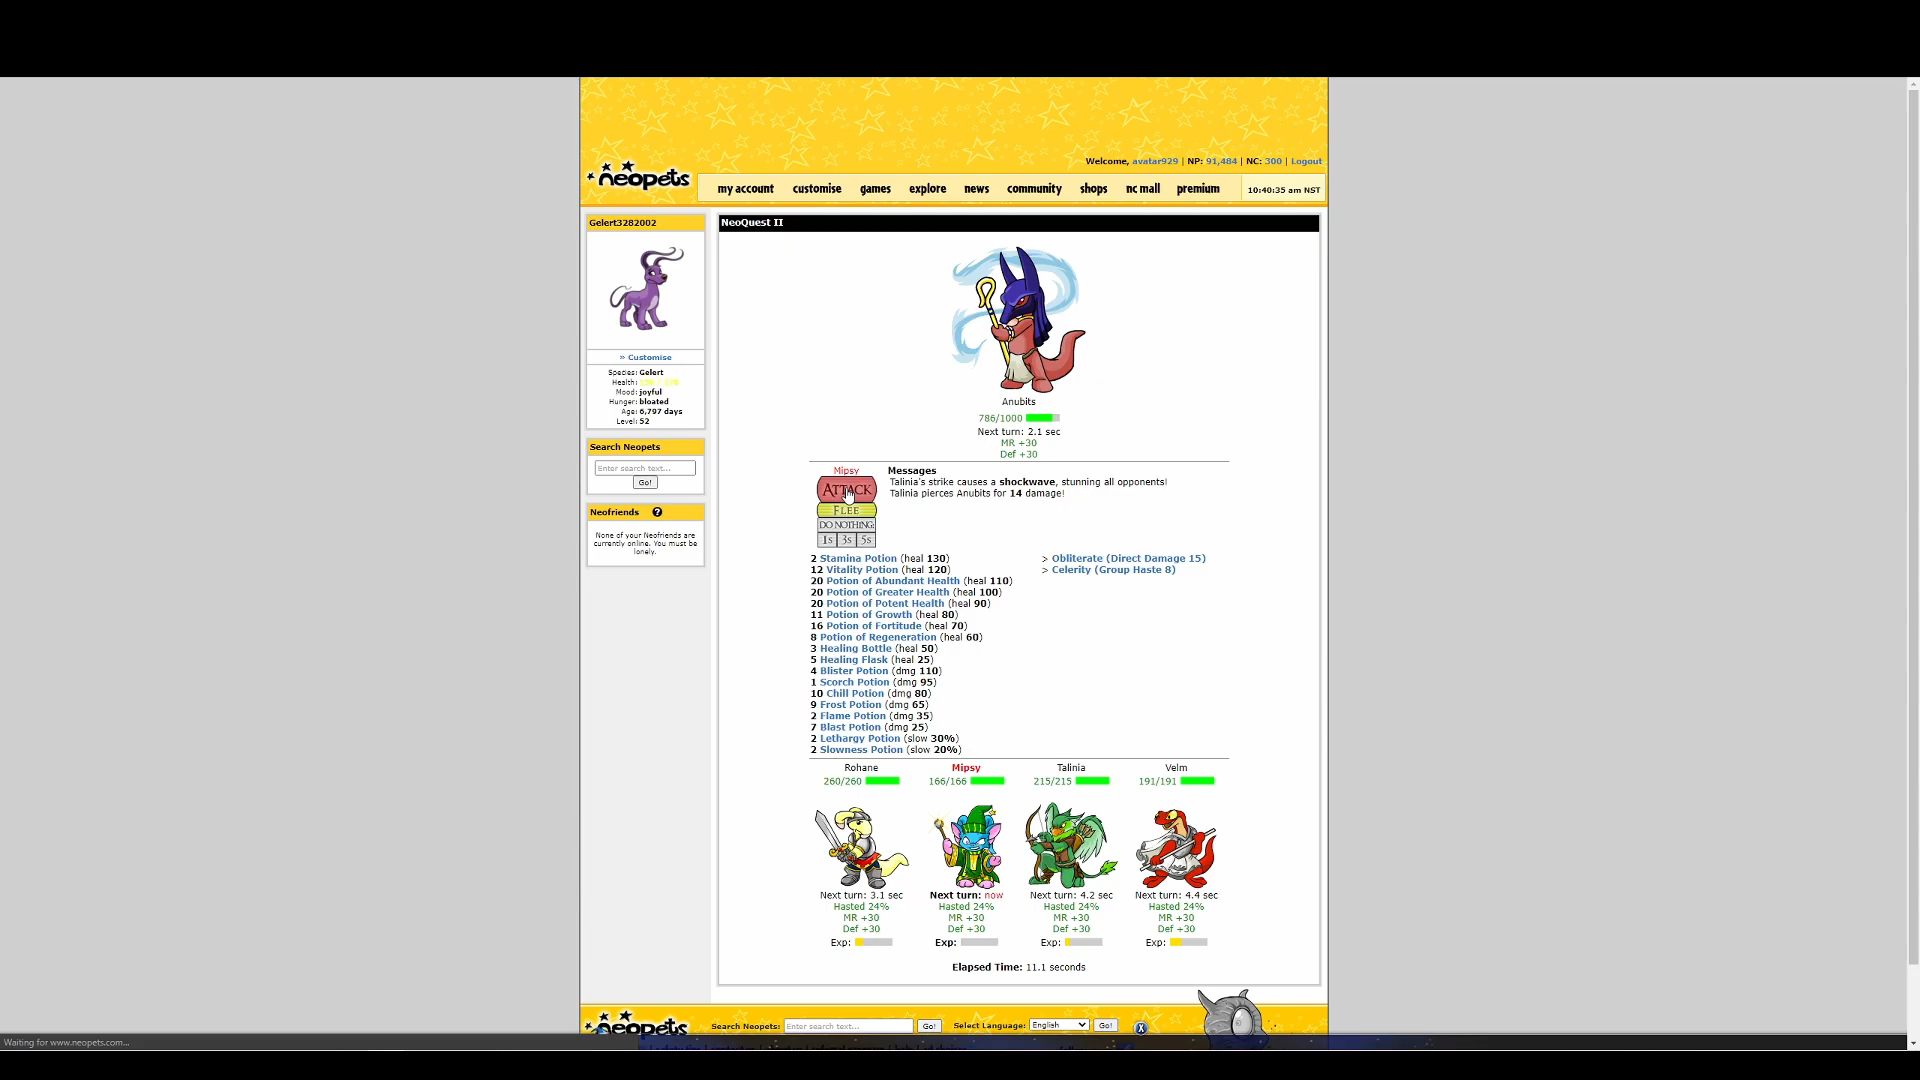 Welcome, avatar929 | NP: 91,484 | NC: 300 | Logout
neopets
my account customise games explore news community shops nc mall premium 10:40:35 am NST
Gelert3282002
» Customise
Species: Gelert
Health:
Mood: joyful
Hunger: bloated
Age: 6,797 days
Level: 52
Search Neopets
Enter search text...
Go!
Neofriends ?
None of your Neofriends are
currently online. You must be
lonely.
NeoQuest II
Anubits
786/1000
Next turn: 2.1 sec
MR +30
Def +30
Mipsy
ATTACK
FLEE
DO NOTHING:
1s 3s 5s
Messages
Talinia's strike causes a shockwave, stunning all opponents!
Talinia pierces Anubits for 14 damage!
2 Stamina Potion (heal 130)
12 Vitality Potion (heal 120)
20 Potion of Abundant Health (heal 110)
20 Potion of Greater Health (heal 100)
20 Potion of Potent Health (heal 90)
11 Potion of Growth (heal 80)
16 Potion of Fortitude (heal 70)
8 Potion of Regeneration (heal 60)
3 Healing Bottle (heal 50)
5 Healing Flask (heal 25)
4 Blister Potion (dmg 110)
1 Scorch Potion (dmg 95)
10 Chill Potion (dmg 80)
9 Frost Potion (dmg 65)
2 Flame Potion (dmg 35)
7 Blast Potion (dmg 25)
2 Lethargy Potion (slow 30%)
2 Slowness Potion (slow 20%)
> Obliterate (Direct Damage 15)
> Celerity (Group Haste 8)
Rohane Mipsy Talinia Velm
260/260 166/166 215/215 191/191
Next turn: 3.1 sec Next turn: now Next turn: 4.2 sec Next turn: 4.4 sec
Hasted 24% Hasted 24% Hasted 24% Hasted 24%
MR +30 MR +30 MR +30 MR +30
Def +30 Def +30 Def +30 Def +30
Exp: Exp: Exp: Exp:
Elapsed Time: 11.1 seconds
neopets Search Neopets: Enter search text... Go! Select Language: English Go! X
Waiting for www.neopets.com...